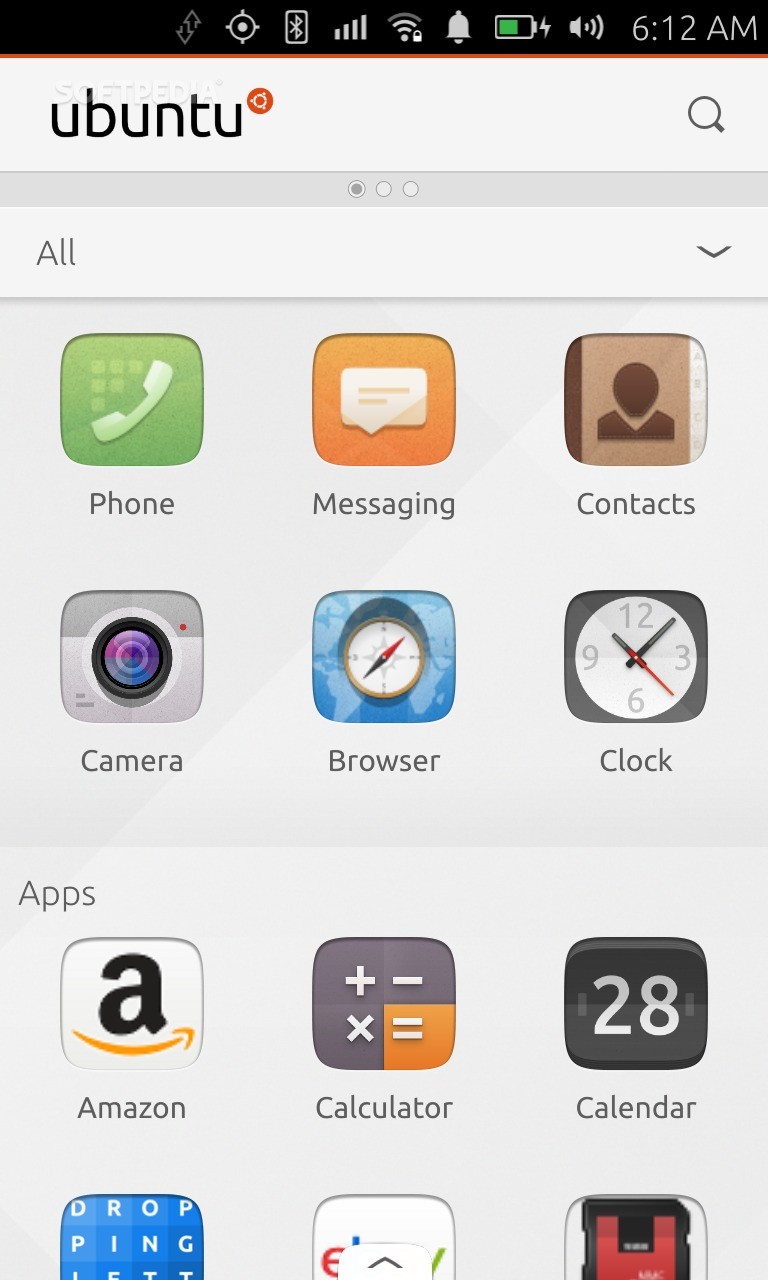 6:12 AM
SOFTPEDIA
ubuntu
All
Phone Messaging Contacts
12
9 3
6
Camera Browser Clock
Apps
a
28
Amazon Calculator Calendar
D R O P
P I N G
L E T T
MMC